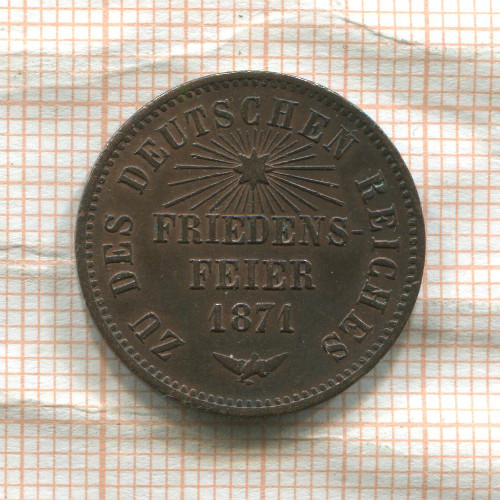 ZU DES DEUTSCHEN REICHES
FRIEDENS-
FEIER
1871